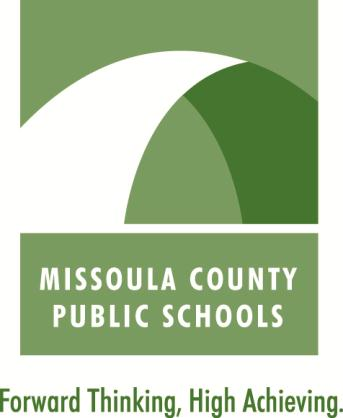 MISSOULA COUNTY
PUBLIC SCHOOLS
Forward Thinking, High Achieving.